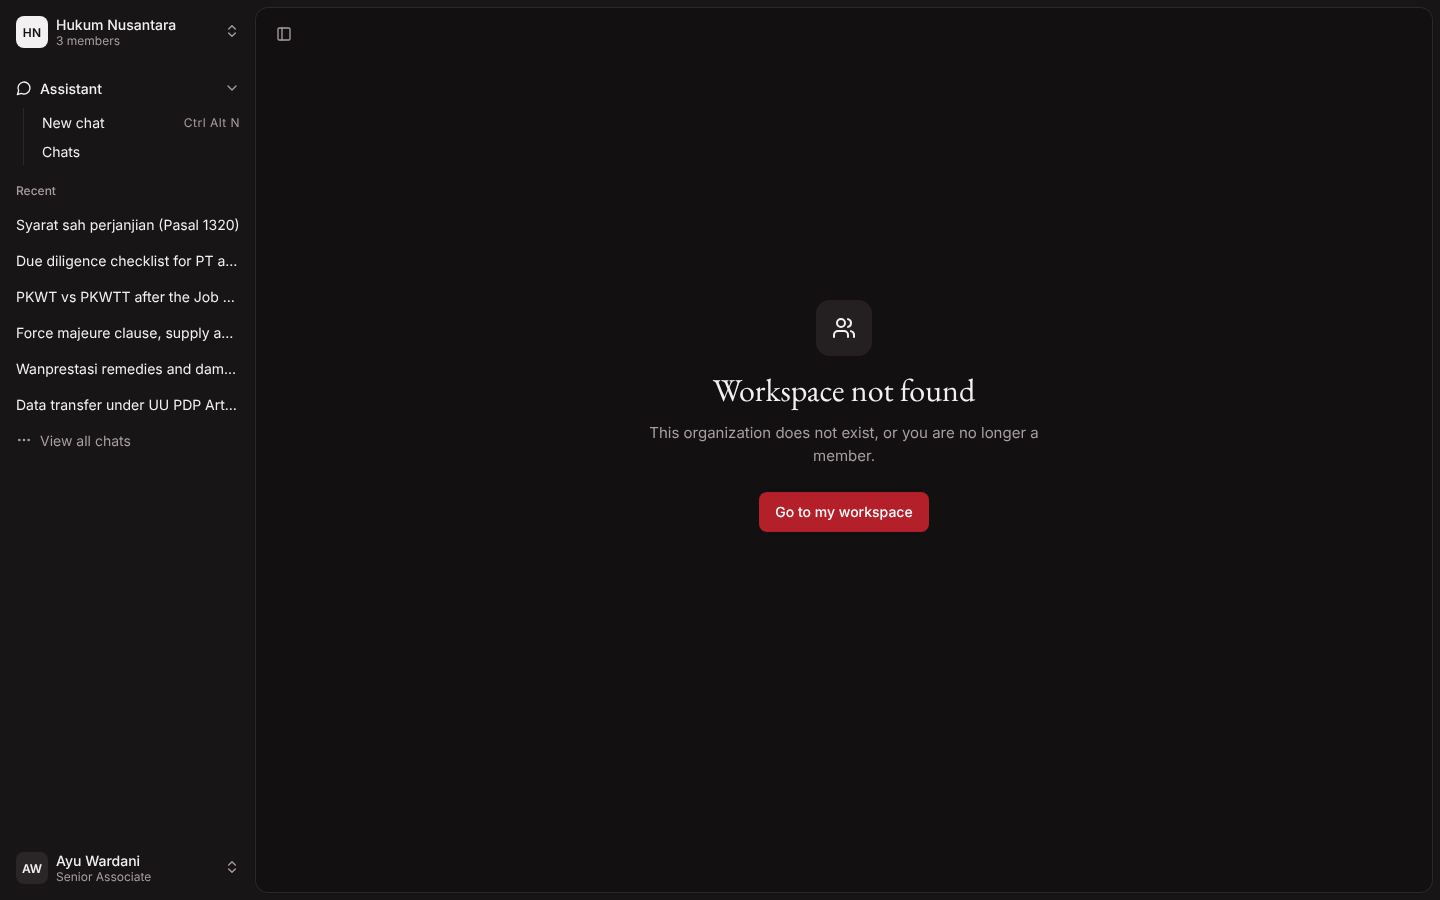 HN
Hukum Nusantara
3 members
Assistant
New chat
Ctrl Alt N
Chats
Recent
Syarat sah perjanjian (Pasal 1320)
Due diligence checklist for PT a...
PKWT vs PKWTT after the Job ...
Force majeure clause, supply a...
Wanprestasi remedies and dam...
Data transfer under UU PDP Art...
View all chats
Workspace not found
This organization does not exist, or you are no longer a
member.
Go to my workspace
AW
Ayu Wardani
Senior Associate